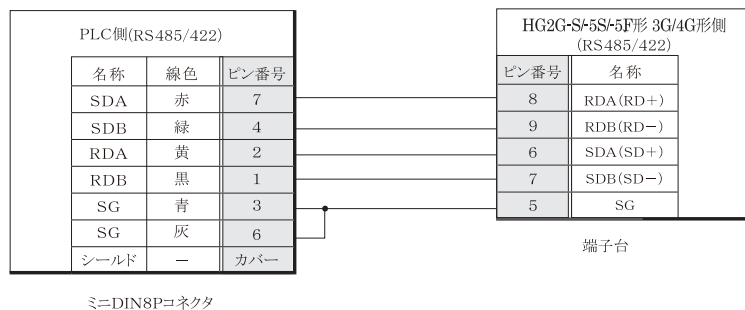 PLC側(RS485/422)
名称 線色 ピン番号
SDA 赤 7
SDB 緑 4
RDA 黄 2
RDB 黒 1
SG 青 3
SG 灰 6
シールド － カバー
ミニDIN8Pコネクタ
HG2G-S/-5S/-5F形 3G/4G形側
(RS485/422)
ピン番号 名称
8 RDA(RD+)
9 RDB(RD−)
6 SDA(SD+)
7 SDB(SD−)
5 SG
端子台